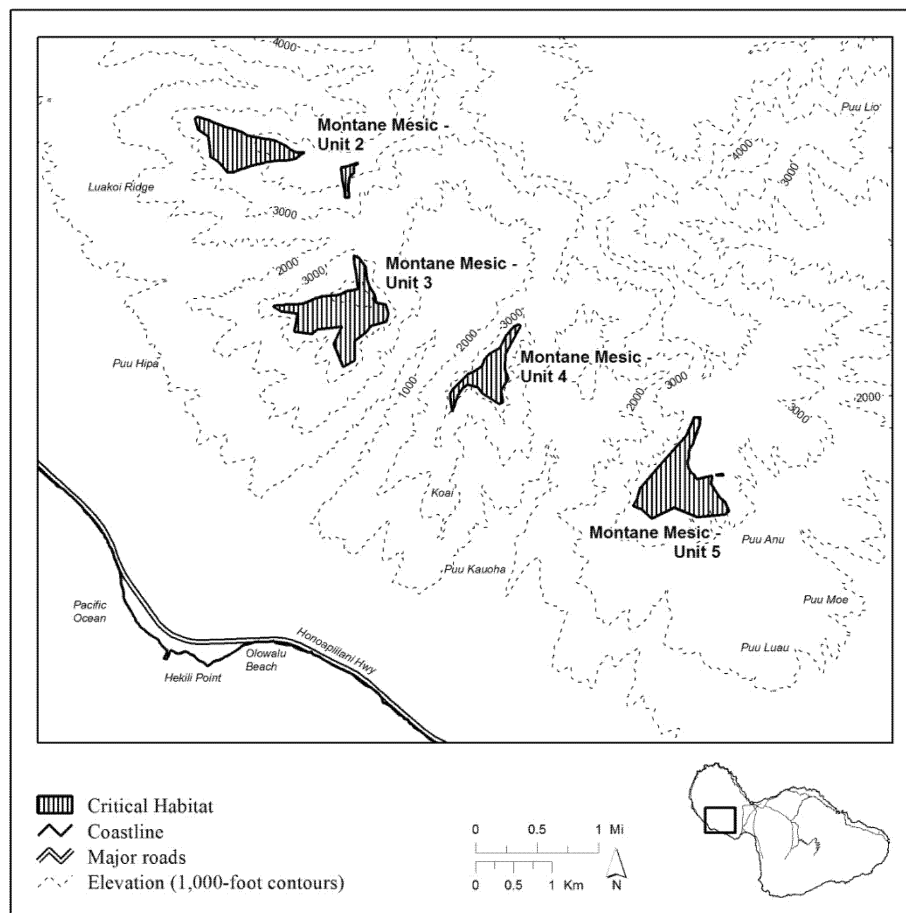 4000
Puu Lio
Montane Mesic -
Unit 2
4000
3000
Luakoi Ridge
3000
2000
3000
Montane Mesic -
Unit 3
Puu Hipa
2000
3000
Montane Mesic -
Unit 4
1000
2000
3000
2000
3000
Koai
Montane Mesic -
Unit 5
Puu Anu
Puu Kauoha
Puu Moe
Puu Luau
Pacific
Ocean
Honoapiilani Hwy
Olowalu
Beach
Hekili Point
Critical Habitat
Coastline
Major roads
Elevation (1,000-foot contours)
0 0.5 1 Mi
0 0.5 1 Km
N